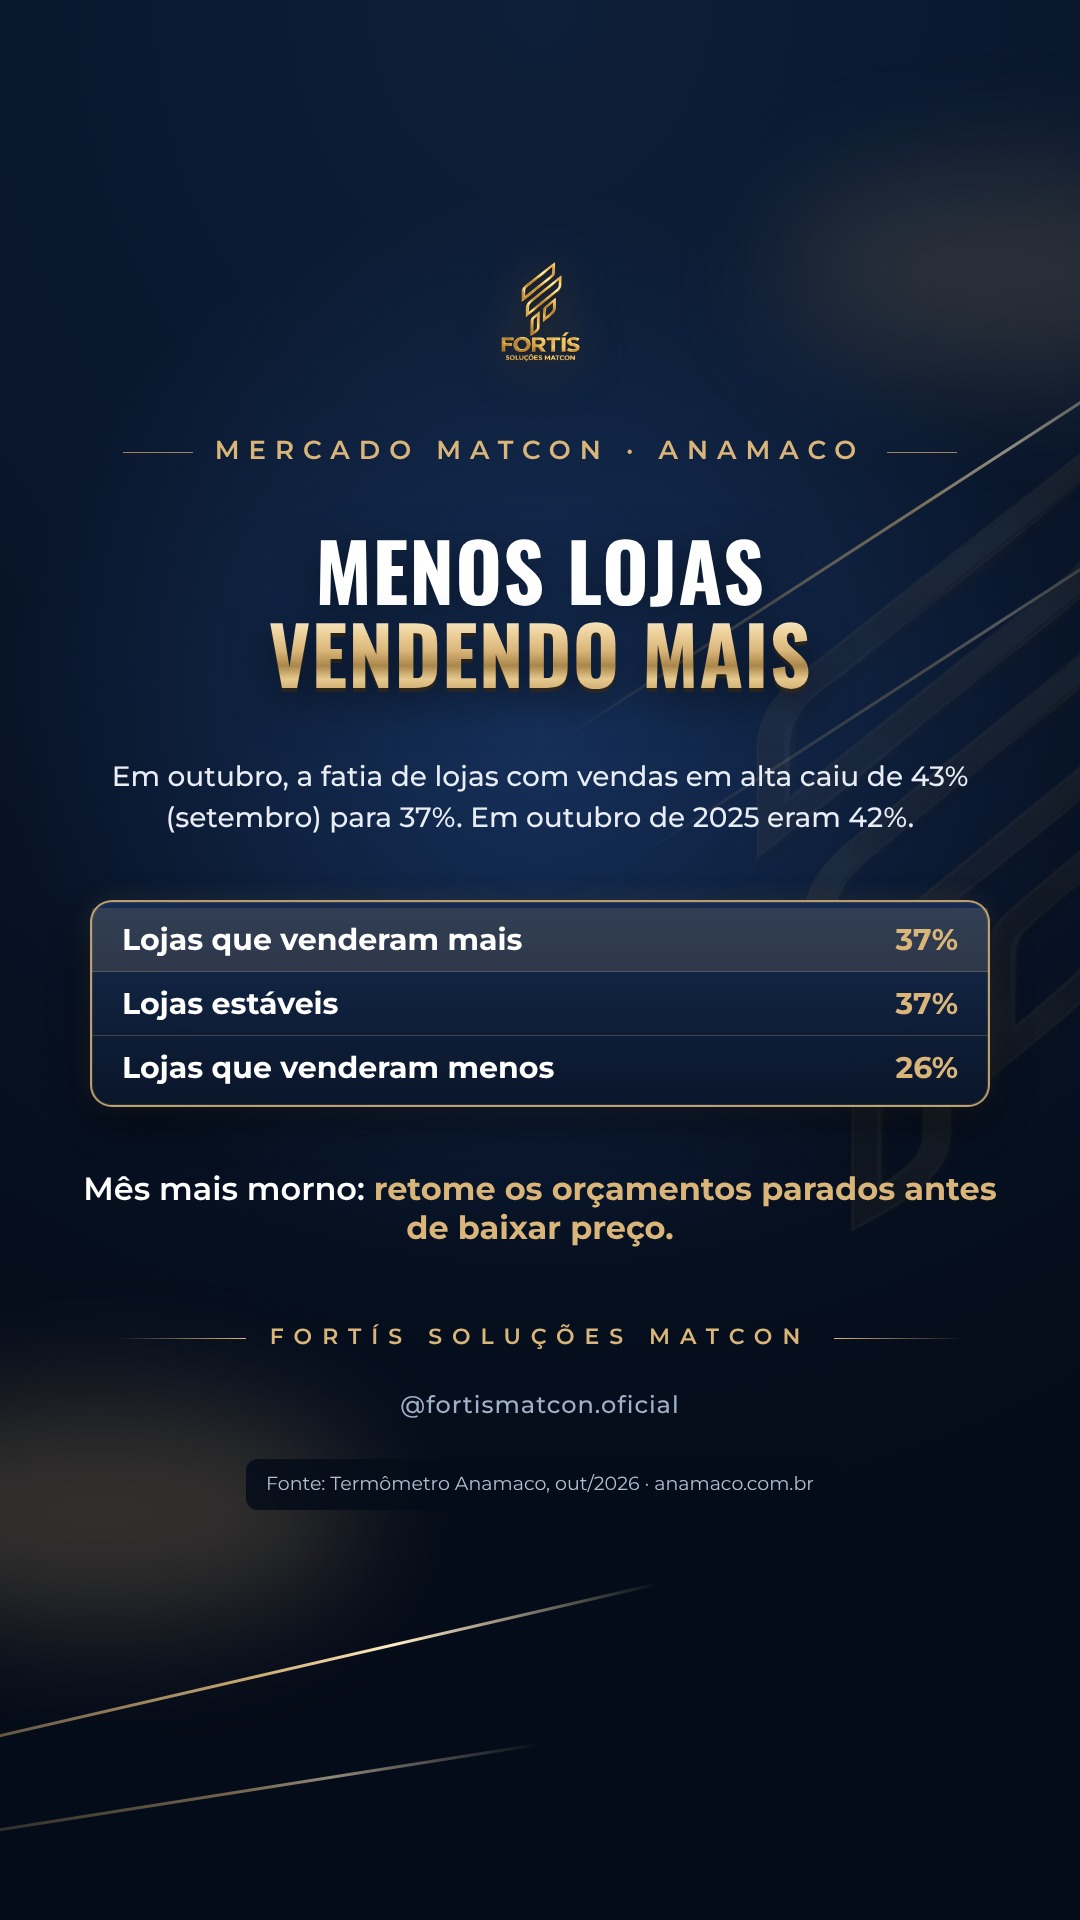 FORTÍS
SOLUÇÕES MATCON
MERCADO MATCON · ANAMACO
MENOS LOJAS
VENDENDO MAIS
Em outubro, a fatia de lojas com vendas em alta caiu de 43%
(setembro) para 37%. Em outubro de 2025 eram 42%.
Lojas que venderam mais 37%
Lojas estáveis 37%
Lojas que venderam menos 26%
Mês mais morno: retome os orçamentos parados antes
de baixar preço.
FORTÍS SOLUÇÕES MATCON
@fortismatcon.oficial
Fonte: Termômetro Anamaco, out/2026 · anamaco.com.br